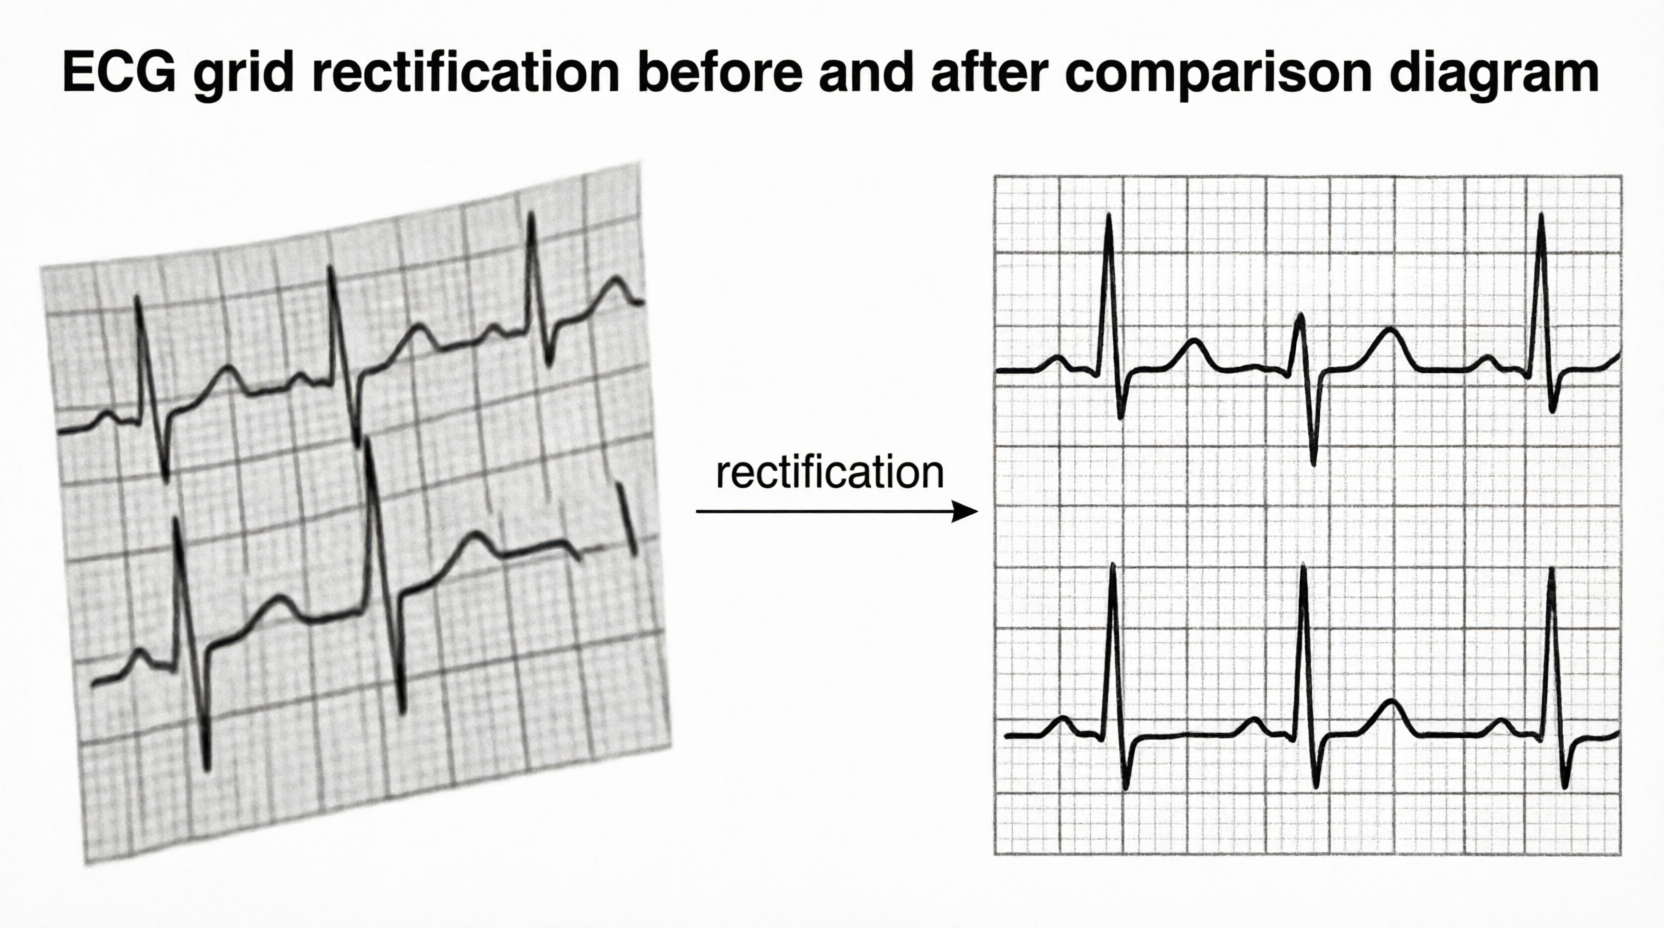 ECG grid rectification before and after comparison diagram
rectification